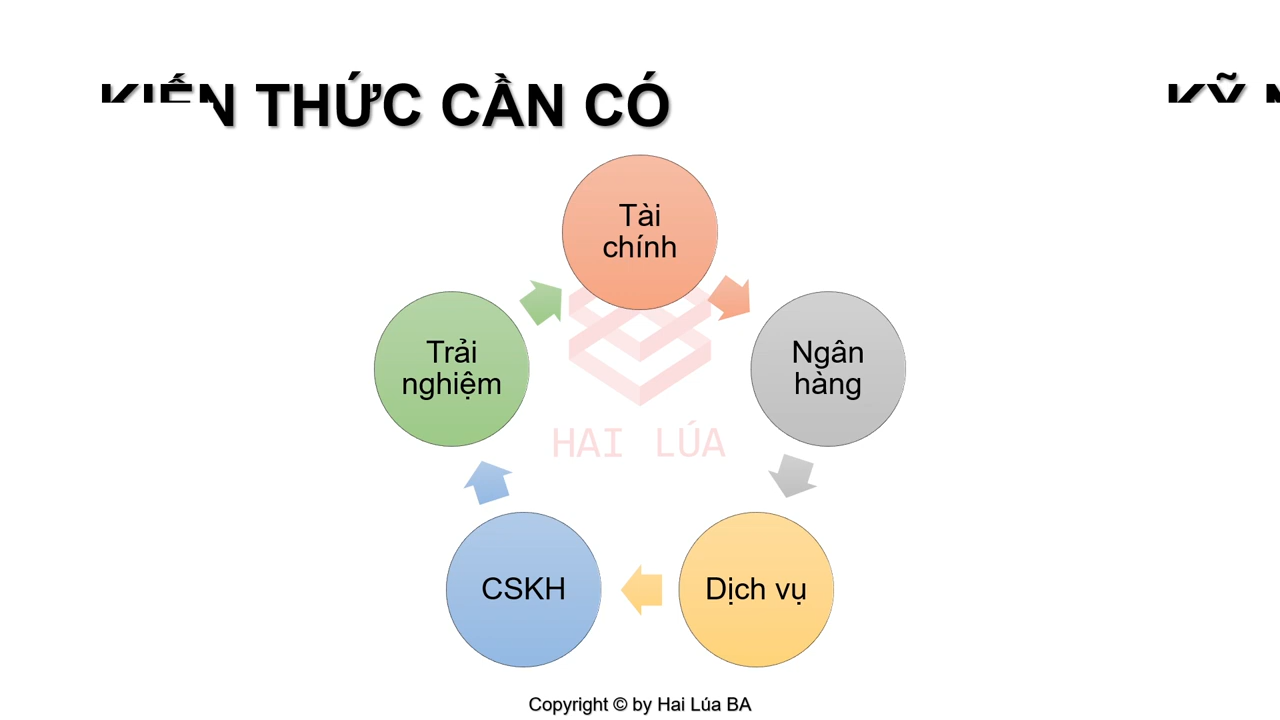 KIẾN THỨC CẦN CÓ
Tài
chính
Trải
nghiệm
Ngân
hàng
HAI LÚA
CSKH
Dịch vụ
Copyright © by Hai Lúa BA